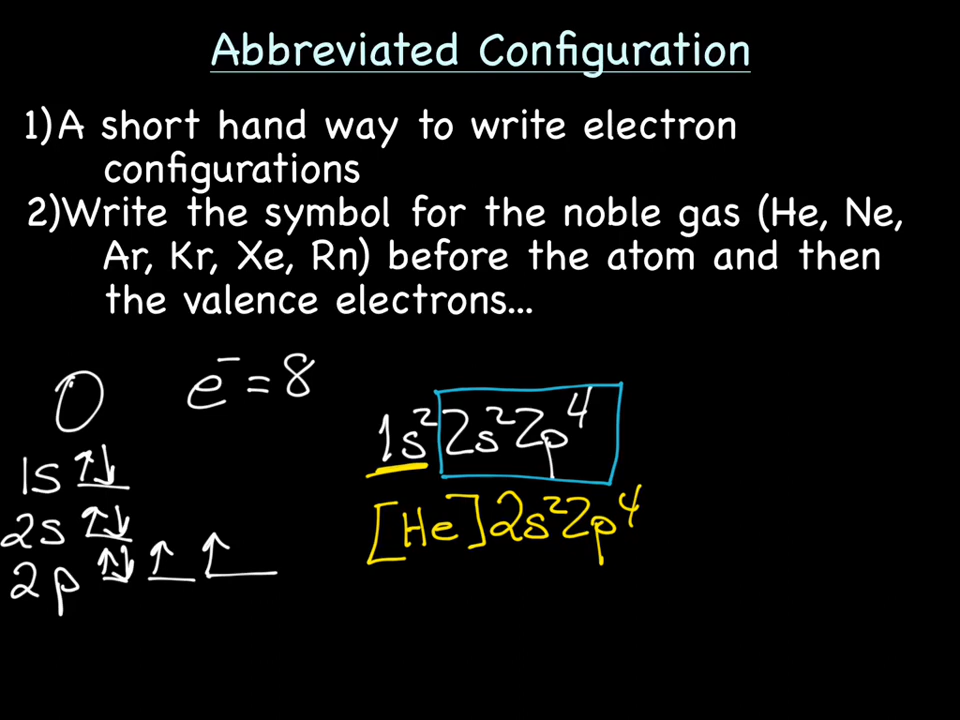 Abbreviated Configuration
1)A short hand way to write electron
configurations
2)Write the symbol for the noble gas (He, Ne,
Ar, Kr, Xe, Rn) before the atom and then
the valence electrons...
O e⁻=8
1s²2s²2p⁴
1s ↑↓
[He]2s²2p⁴
2s ↑↓
2p ↑↓ ↑ ↑